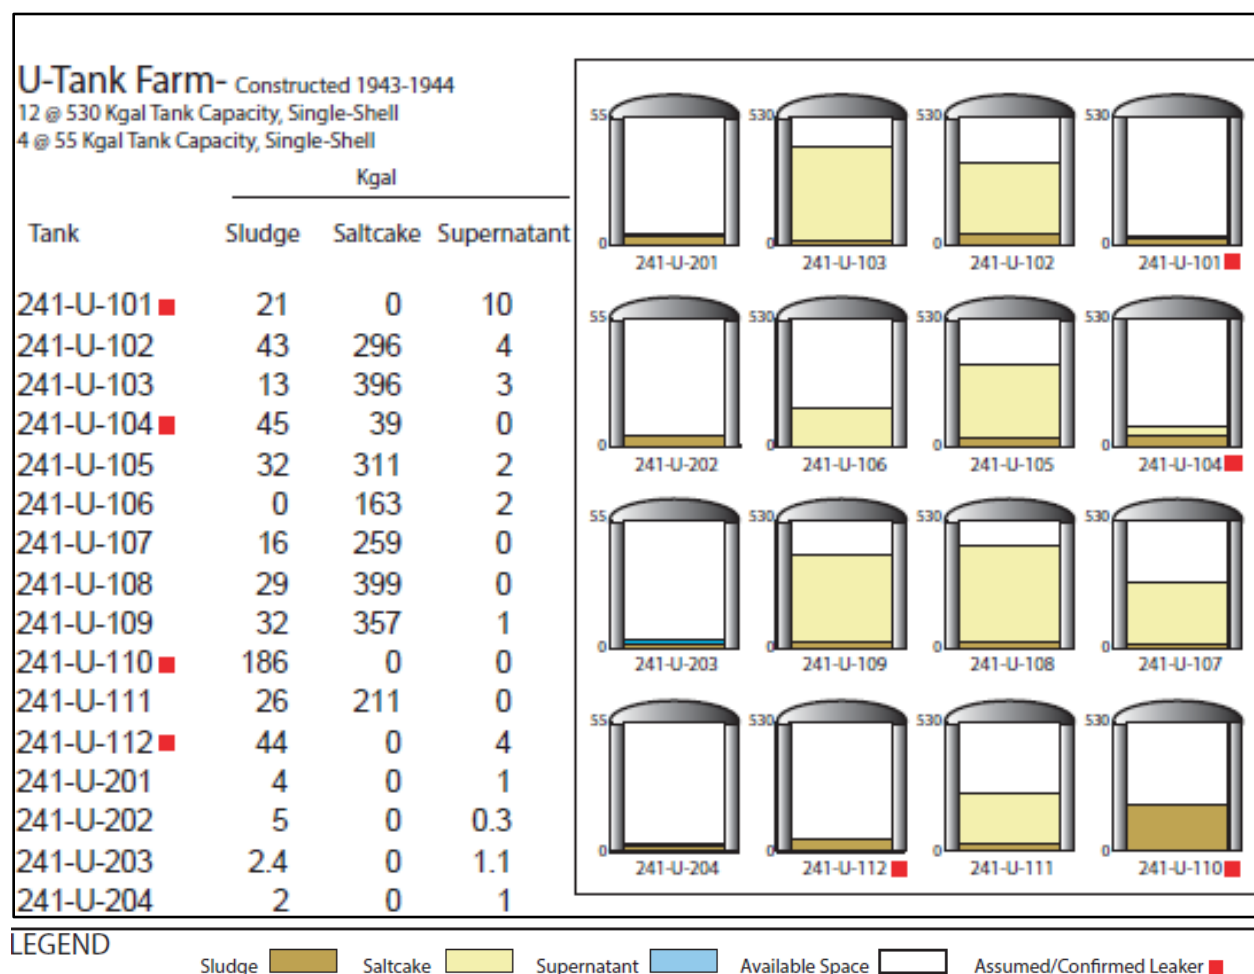 U-Tank Farm- Constructed 1943-1944
12 @ 530 Kgal Tank Capacity, Single-Shell
4 @ 55 Kgal Tank Capacity, Single-Shell
Kgal
Tank Sludge Saltcake Supernatant
241-U-101 21 0 10
241-U-102 43 296 4
241-U-103 13 396 3
241-U-104 45 39 0
241-U-105 32 311 2
241-U-106 0 163 2
241-U-107 16 259 0
241-U-108 29 399 0
241-U-109 32 357 1
241-U-110 186 0 0
241-U-111 26 211 0
241-U-112 44 0 4
241-U-201 4 0 1
241-U-202 5 0 0.3
241-U-203 2.4 0 1.1
241-U-204 2 0 1
55 530 530 530
0 0 0 0
241-U-201 241-U-103 241-U-102 241-U-101
55 530 530 530
0 0 0 0
241-U-202 241-U-106 241-U-105 241-U-104
55 530 530 530
0 0 0 0
241-U-203 241-U-109 241-U-108 241-U-107
55 530 530 530
0 0 0 0
241-U-204 241-U-112 241-U-111 241-U-110
LEGEND
Sludge Saltcake Supernatant Available Space Assumed/Confirmed Leaker